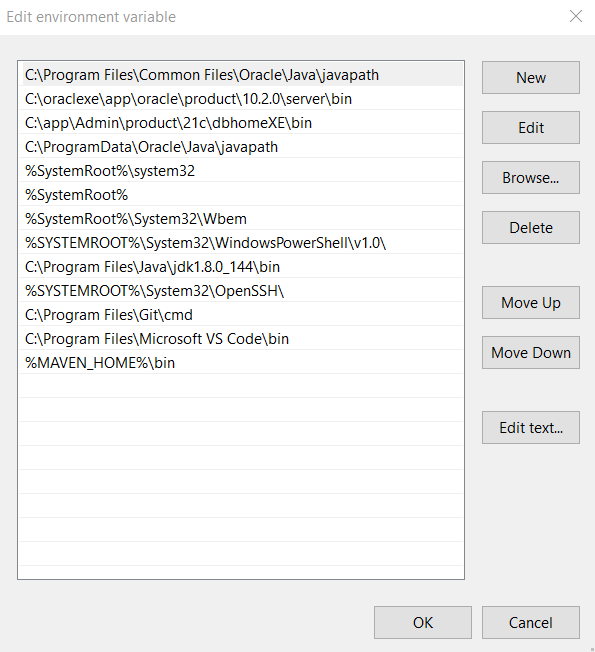 Edit environment variable
C:\Program Files\Common Files\Oracle\Java\javapath
New
C:\oraclexe\app\oracle\product\10.2.0\server\bin
C:\app\Admin\product\21c\dbhomeXE\bin
Edit
C:\ProgramData\Oracle\Java\javapath
%SystemRoot%\system32
Browse...
%SystemRoot%
%SystemRoot%\System32\Wbem
Delete
%SYSTEMROOT%\System32\WindowsPowerShell\v1.0\
C:\Program Files\Java\jdk1.8.0_144\bin
%SYSTEMROOT%\System32\OpenSSH\
Move Up
C:\Program Files\Git\cmd
C:\Program Files\Microsoft VS Code\bin
Move Down
%MAVEN_HOME%\bin
Edit text...
OK
Cancel